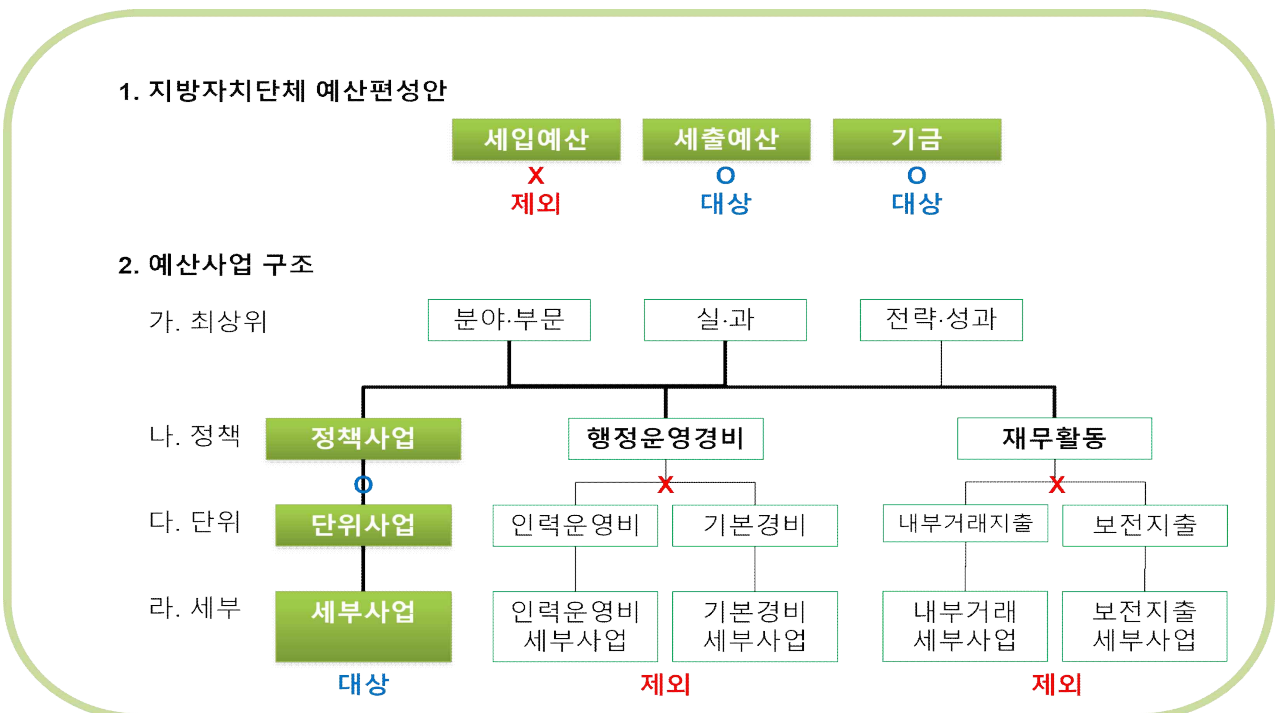 1. 지방자치단체 예산편성안
세입예산 세출예산 기금
X O O
제외 대상 대상
2. 예산사업 구조
가. 최상위 분야·부문 실·과 전략·성과
나. 정책 정책사업 행정운영경비 재무활동
O X X
다. 단위 단위사업 인력운영비 기본경비 내부거래지출 보전지출
라. 세부 세부사업 인력운영비 기본경비 내부거래 보전지출
세부사업 세부사업 세부사업 세부사업
대상 제외 제외